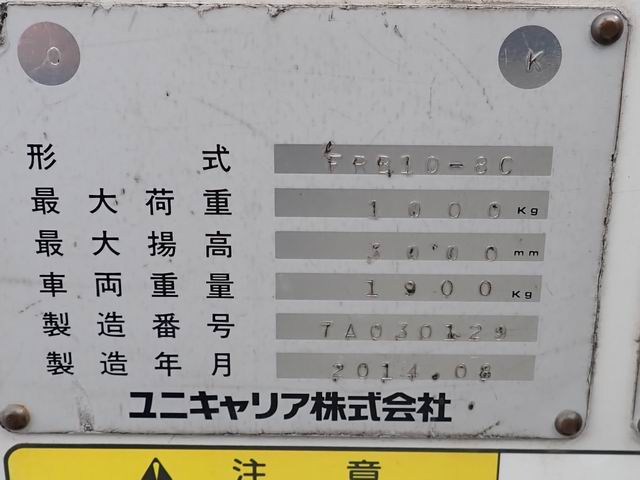 O K
形式 FRB10-8C
最大荷重 1000 Kg
最大揚高 3000 mm
車両重量 1900 Kg
製造番号 7A030129
製造年月 2014.08
ユニキャリア株式会社
注意